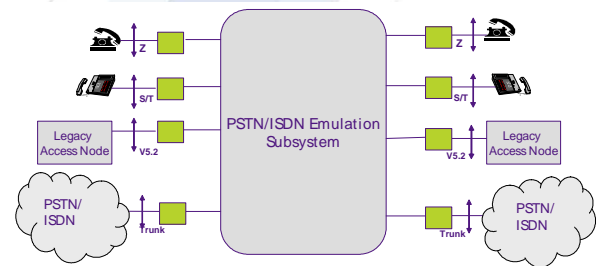 Z
Z
S/T
S/T
PSTN/ISDN Emulation
Subsystem
Legacy
Access Node
V5.2
V5.2
Legacy
Access Node
PSTN/
ISDN
Trunk
Trunk
PSTN/
ISDN